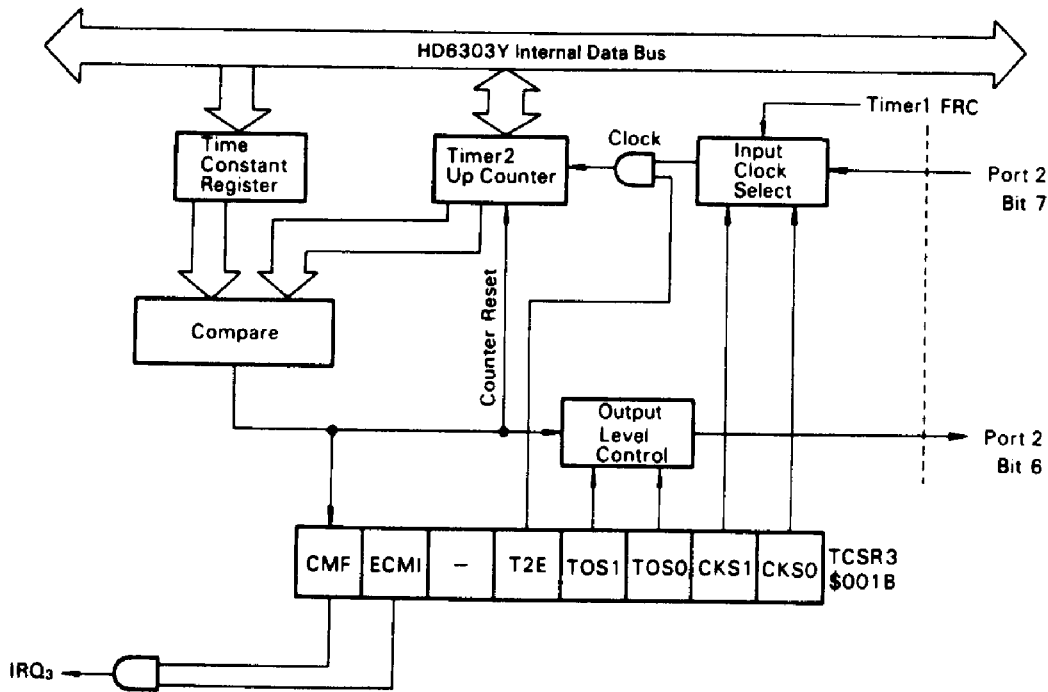 HD6303Y Internal Data Bus
Timer1 FRC
Clock
Time
Constant
Register
Timer2
Up Counter
Input
Clock
Select
Port 2
Bit 7
Compare
Counter Reset
Output
Level
Control
Port 2
Bit 6
CMF ECMI — T2E TOS1 TOS0 CKS1 CKS0
TCSR3
$001B
IRQ₃